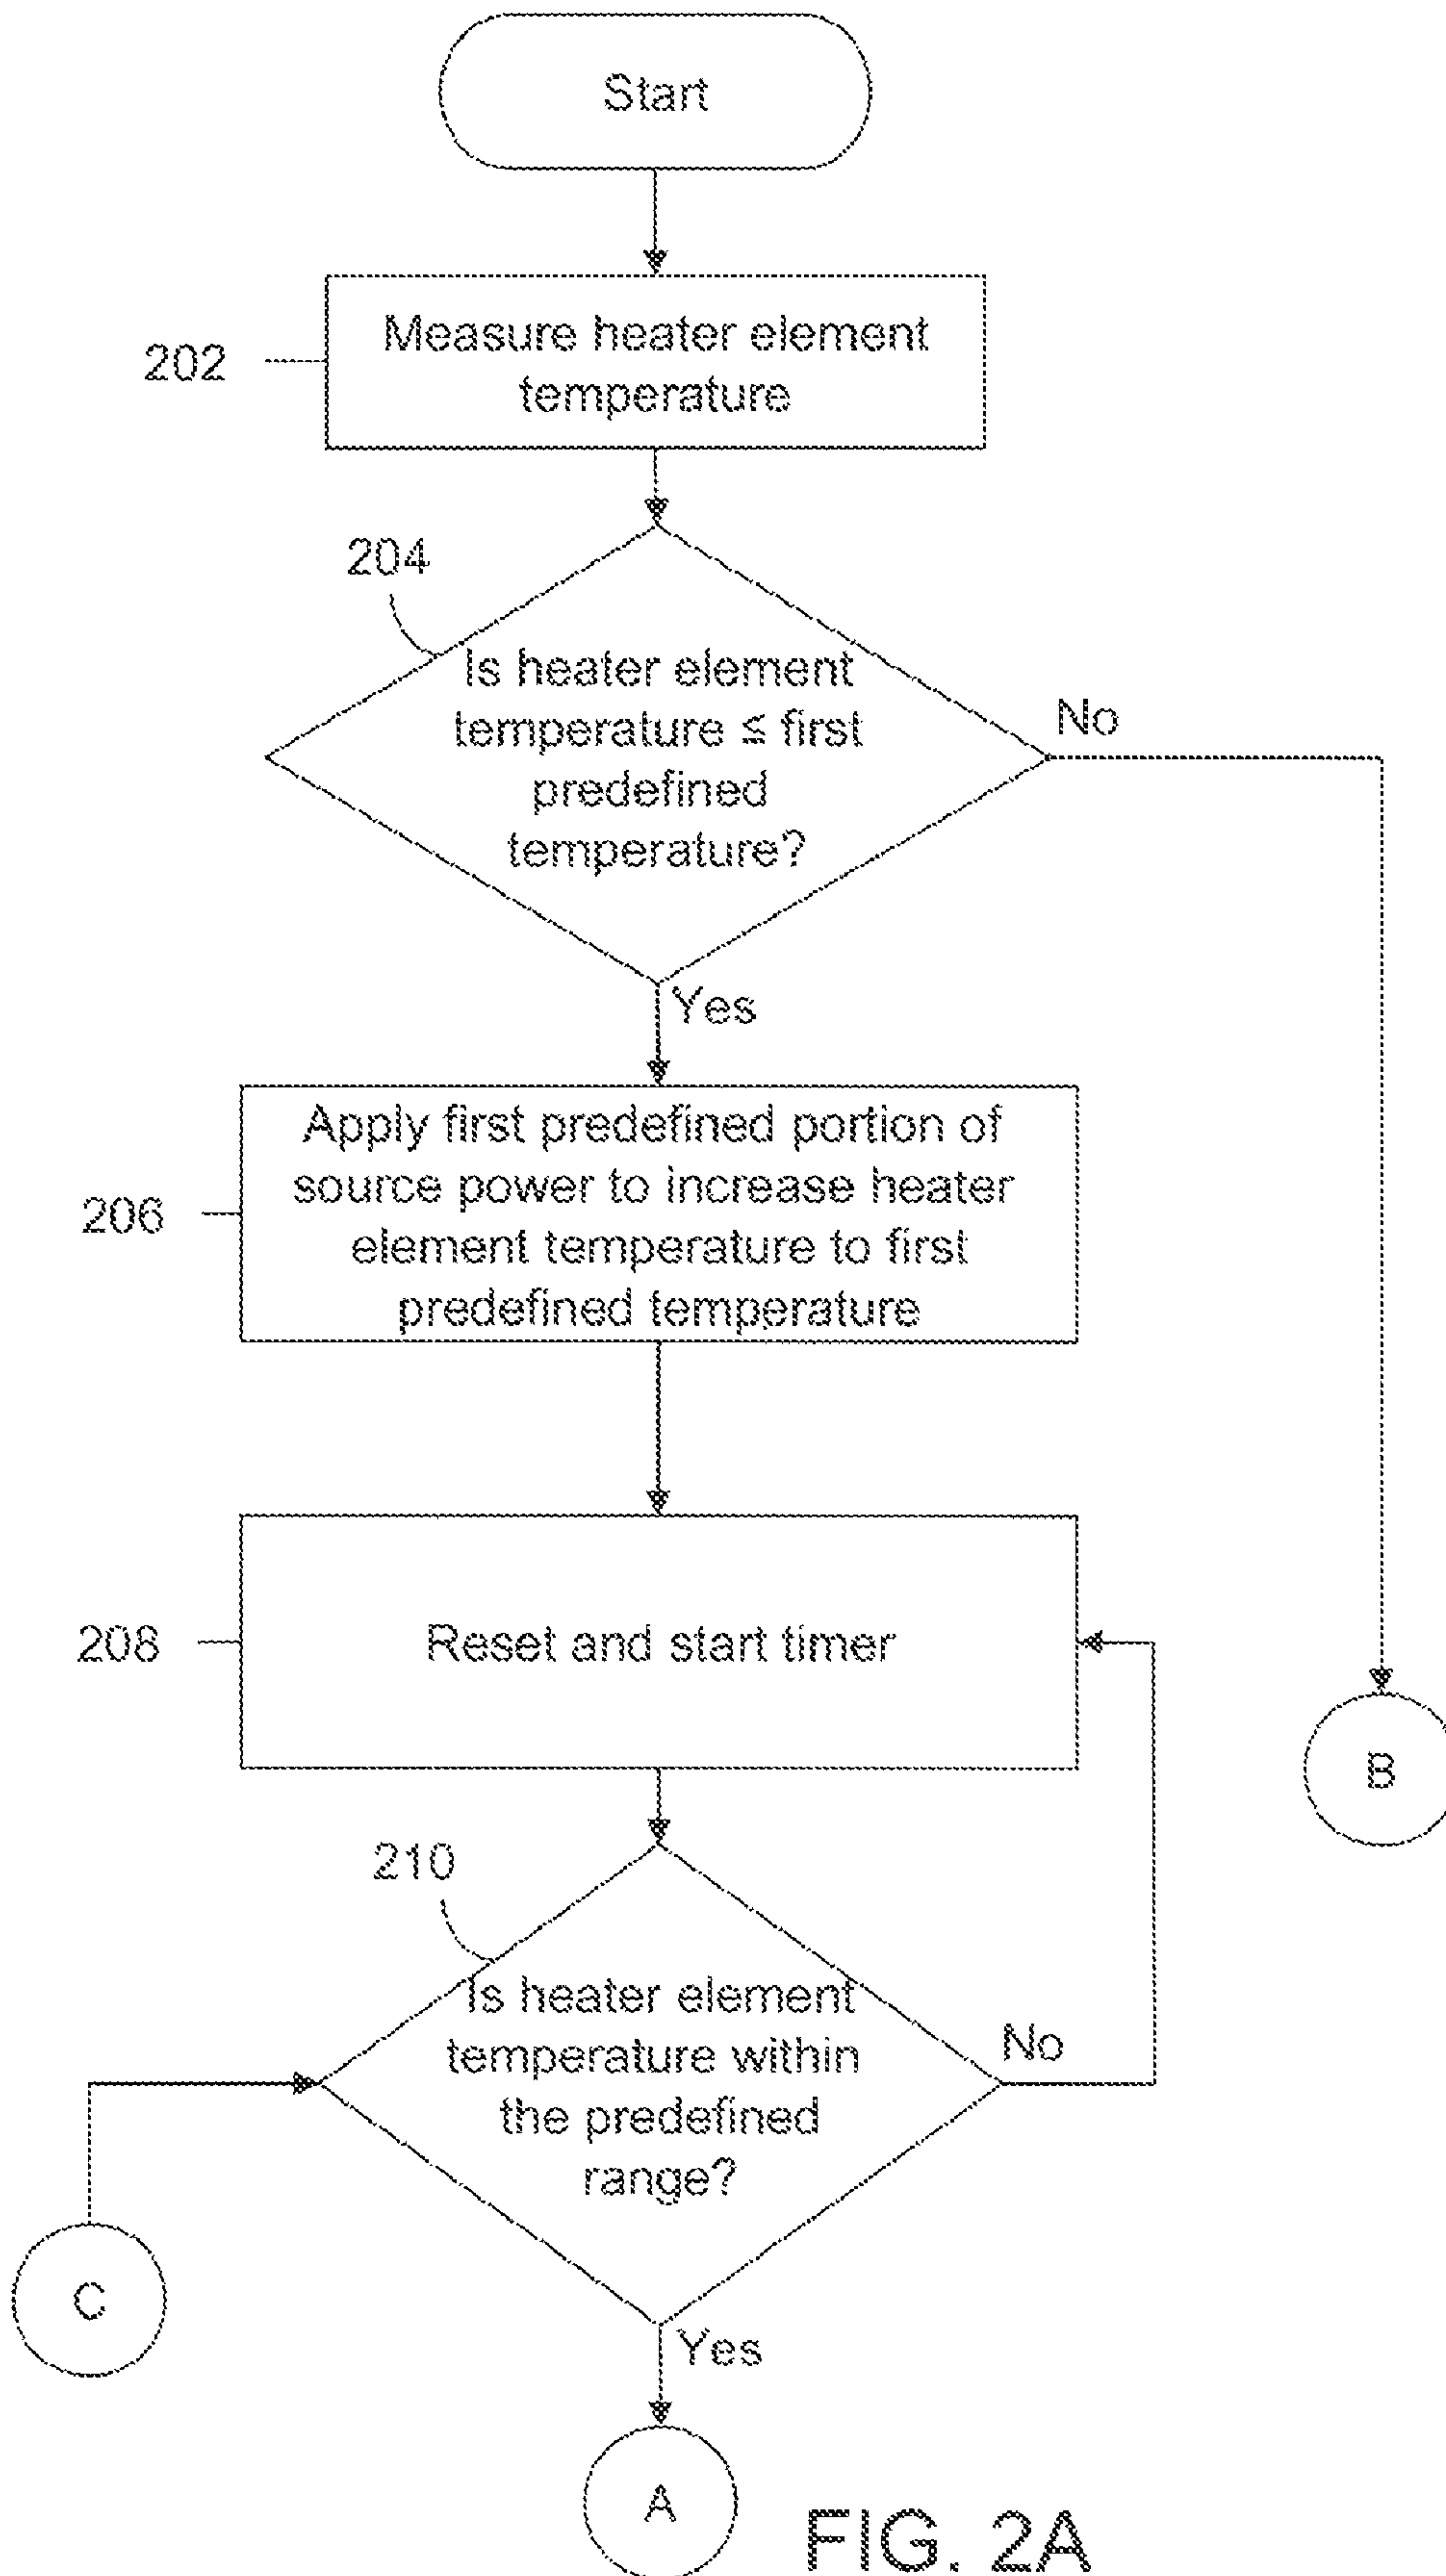 Start
202
Measure heater element
temperature
204
Is heater element
temperature ≤ first
predefined
temperature?
No
Yes
206
Apply first predefined portion of
source power to increase heater
element temperature to first
predefined temperature
208
Reset and start timer
B
210
Is heater element
temperature within
the predefined
range?
No
C
Yes
A
FIG. 2A